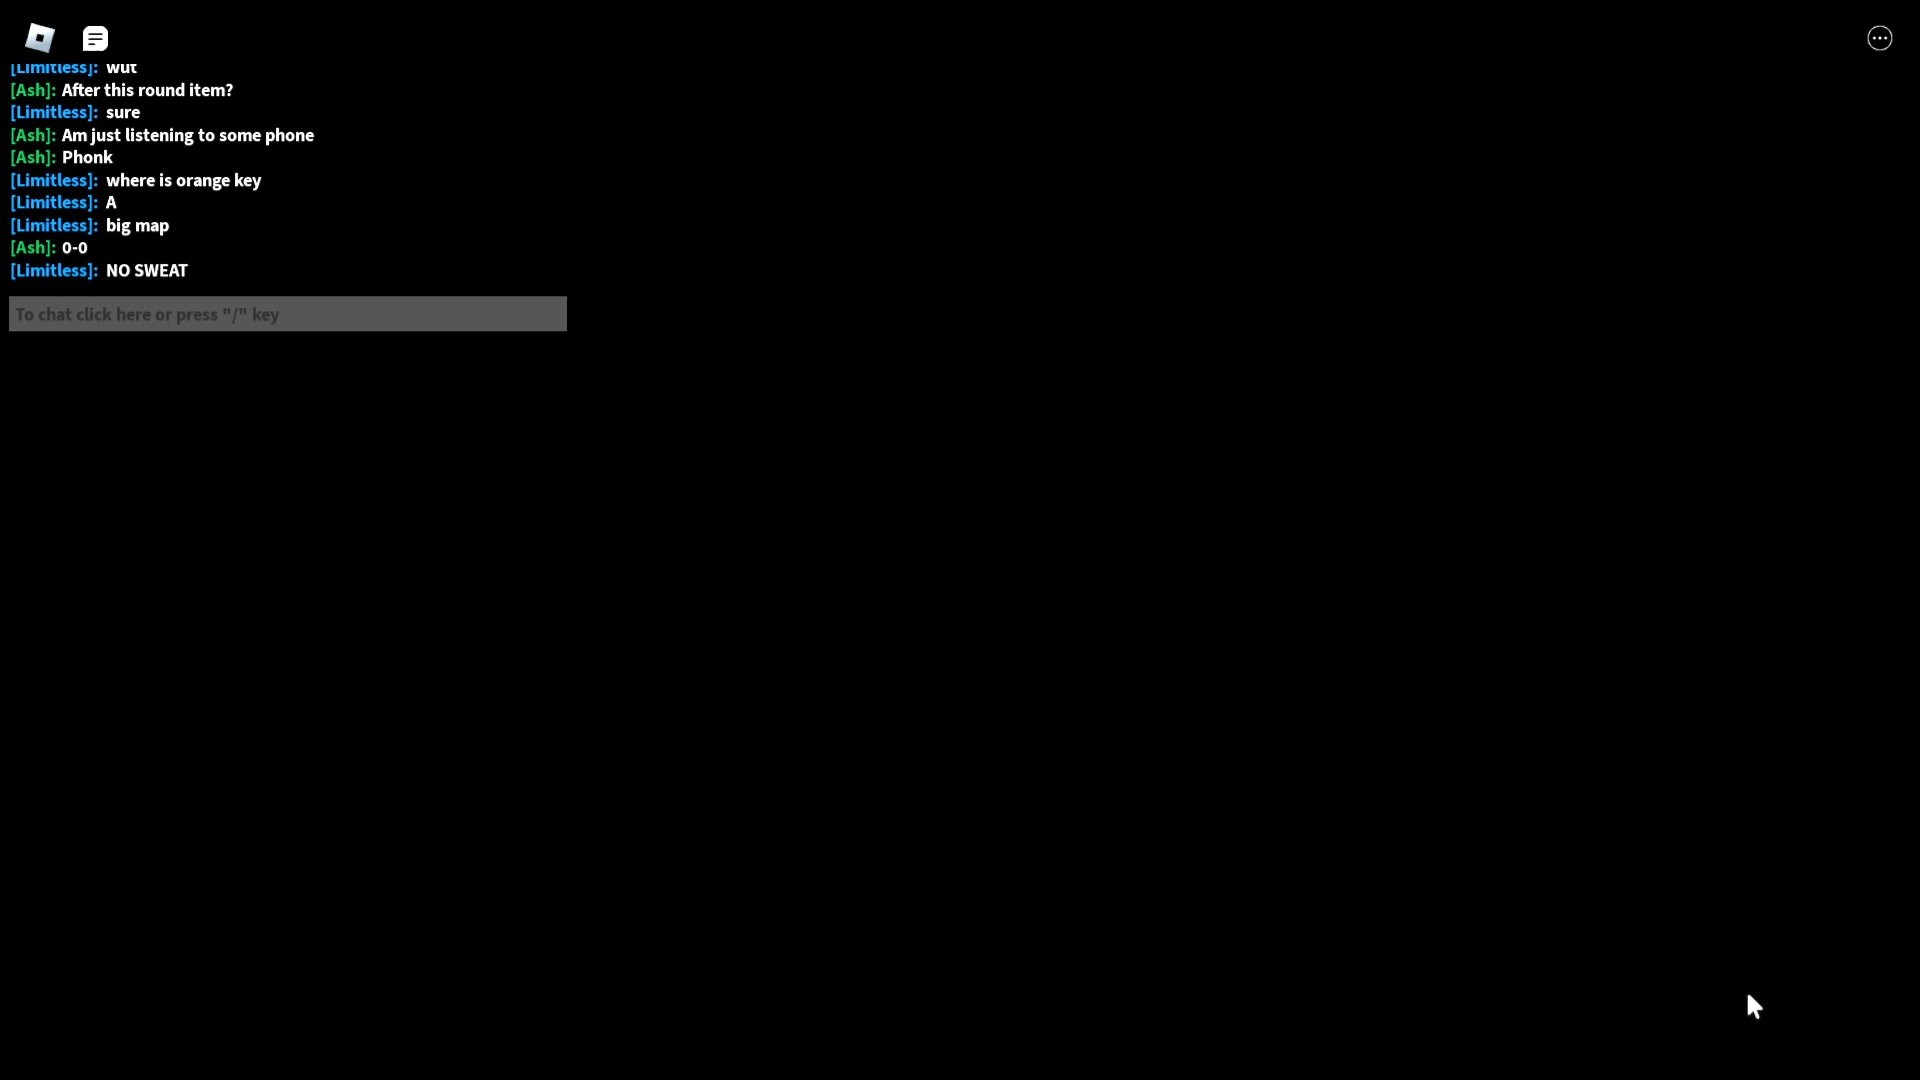 [Limitless]: wut
[Ash]: After this round item?
[Limitless]: sure
[Ash]: Am just listening to some phone
[Ash]: Phonk
[Limitless]: where is orange key
[Limitless]: A
[Limitless]: big map
[Ash]: 0-0
[Limitless]: NO SWEAT
To chat click here or press "/" key